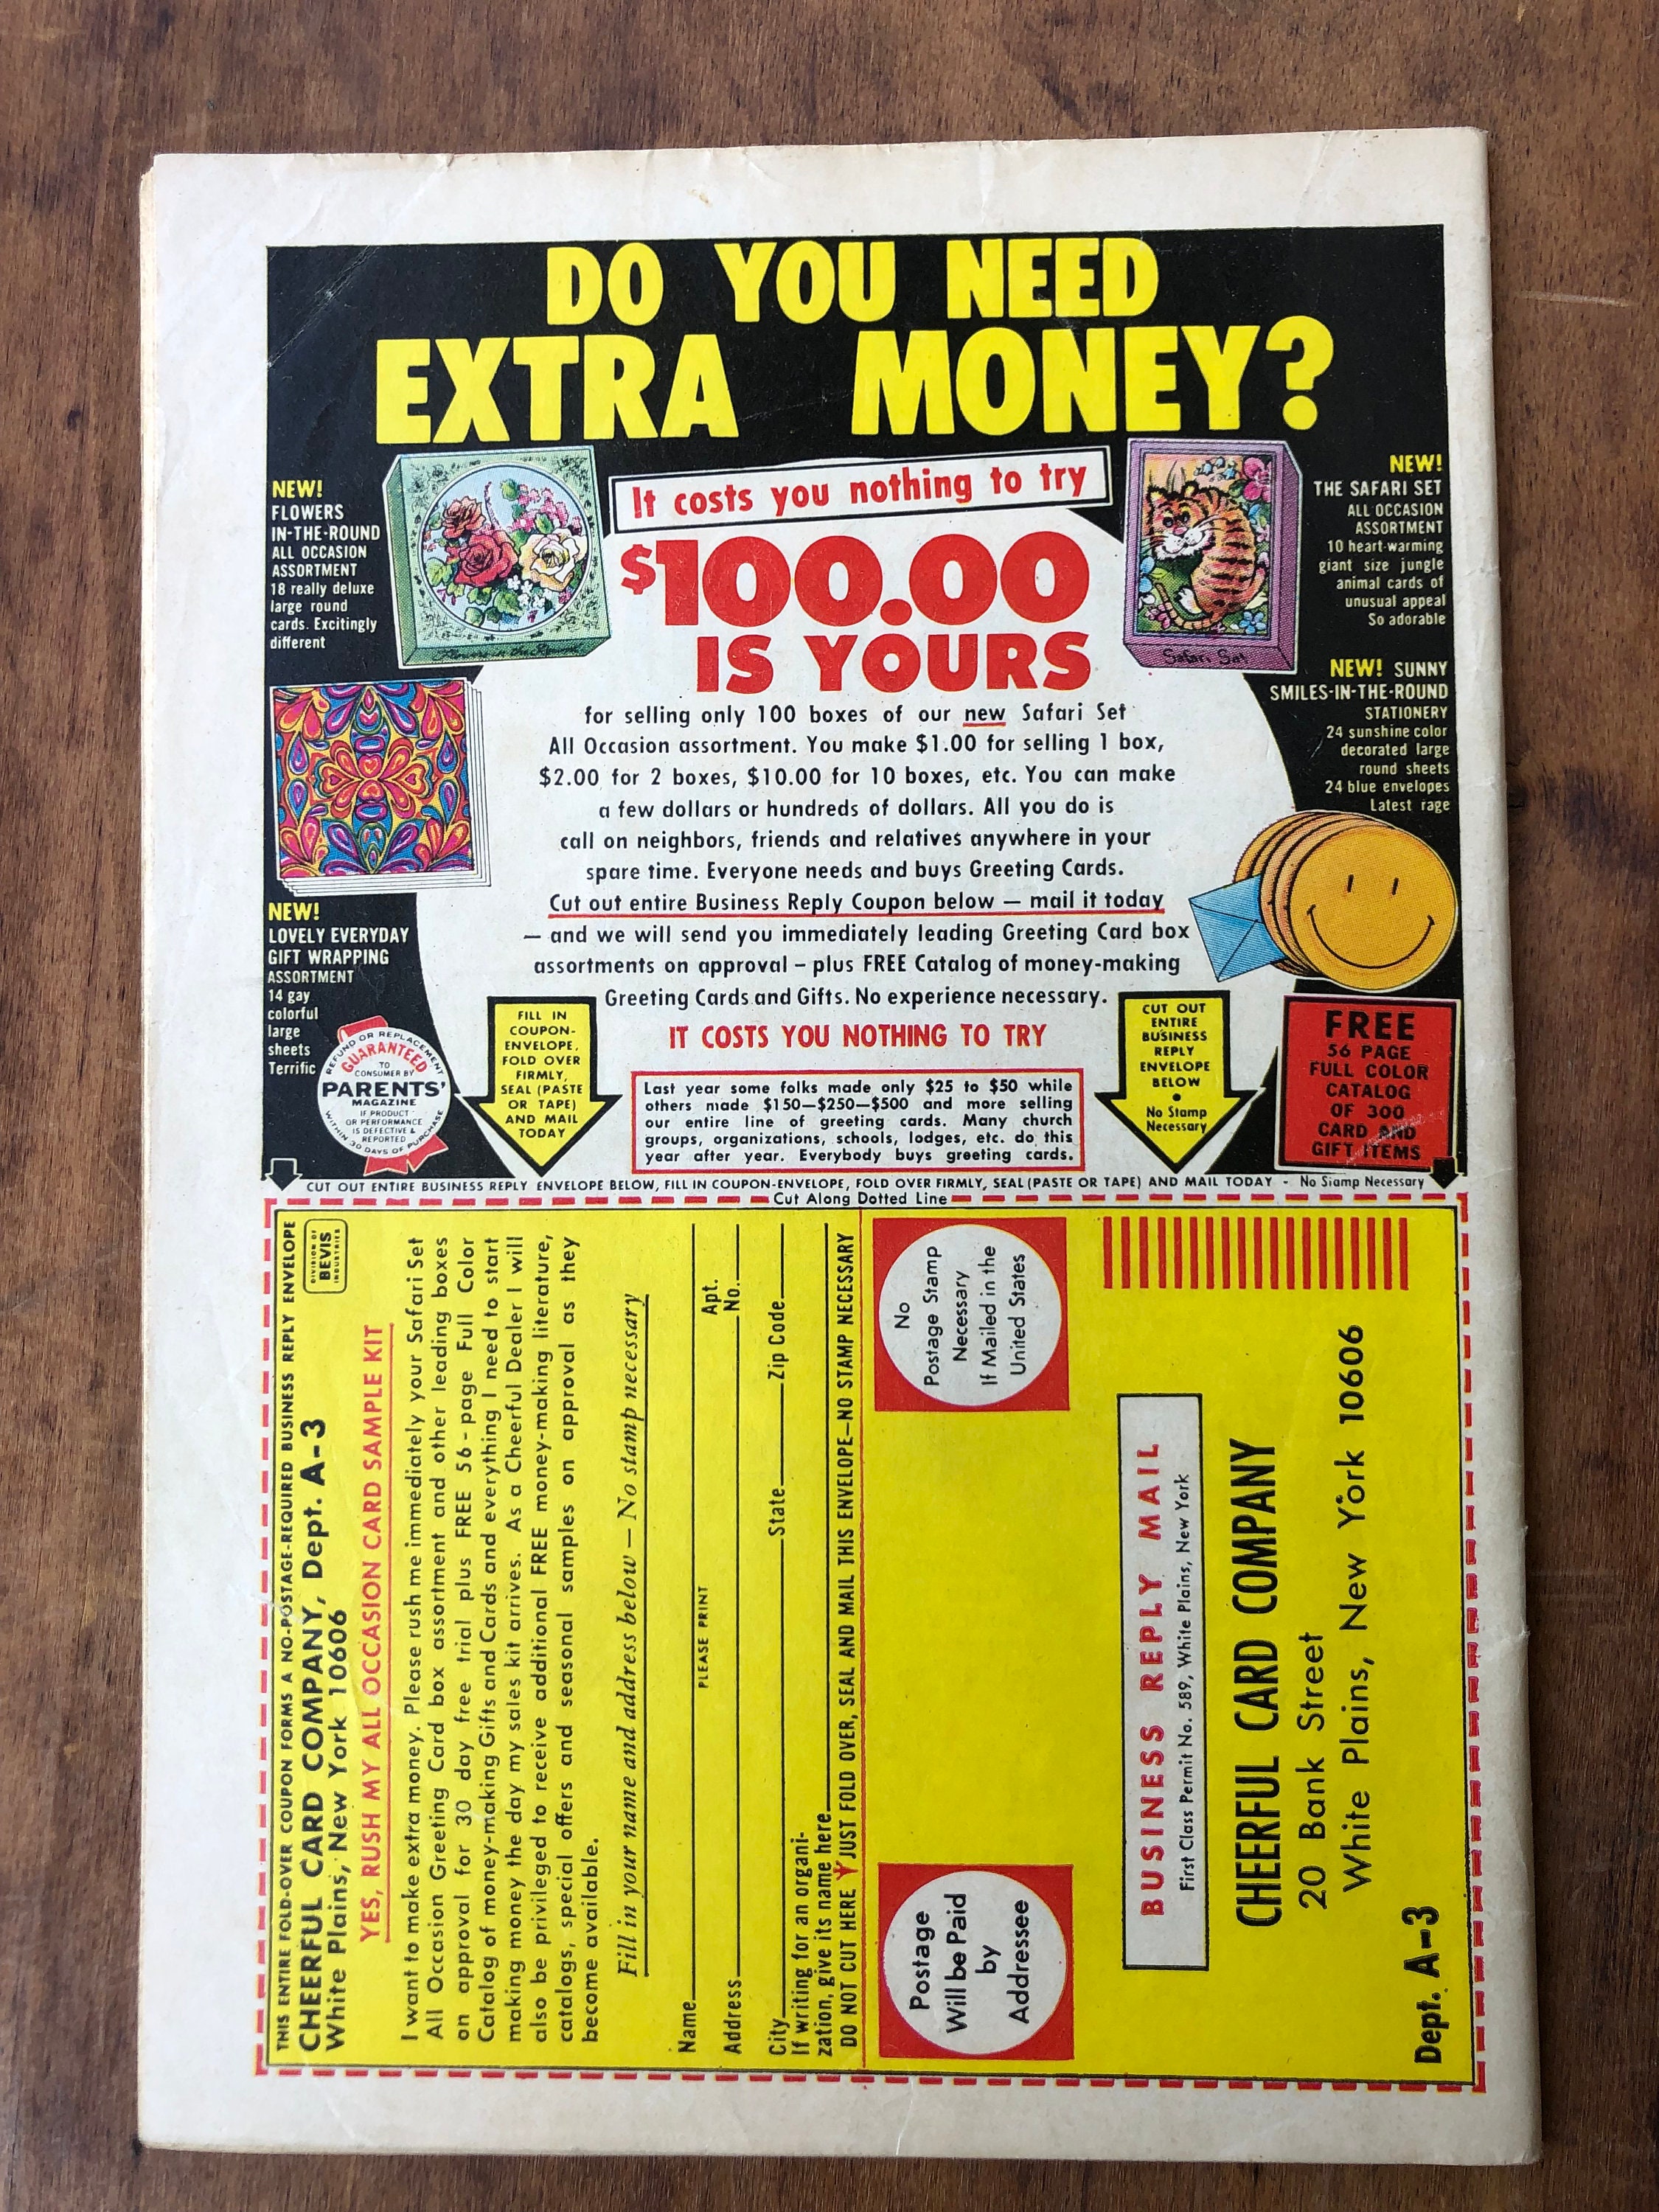 DO YOU NEED
EXTRA MONEY?
It costs you nothing to try
$100.00
IS YOURS
NEW!
FLOWERS
IN-THE-ROUND
ALL OCCASION
ASSORTMENT
18 really deluxe
large round
cards. Excitingly
different
Flowers in the Round
Safari Set
NEW!
THE SAFARI SET
ALL OCCASION
ASSORTMENT
10 heart-warming
giant size jungle
animal cards of
unusual appeal
So adorable
NEW! SUNNY
SMILES-IN-THE-ROUND
STATIONERY
24 sunshine color
decorated large
round sheets
24 blue envelopes
Latest rage
for selling only 100 boxes of our new Safari Set
All Occasion assortment. You make $1.00 for selling 1 box,
$2.00 for 2 boxes, $10.00 for 10 boxes, etc. You can make
a few dollars or hundreds of dollars. All you do is
call on neighbors, friends and relatives anywhere in your
spare time. Everyone needs and buys Greeting Cards.
Cut out entire Business Reply Coupon below — mail it today
— and we will send you immediately leading Greeting Card box
assortments on approval – plus FREE Catalog of money-making
Greeting Cards and Gifts. No experience necessary.
IT COSTS YOU NOTHING TO TRY
NEW!
LOVELY EVERYDAY
GIFT WRAPPING
ASSORTMENT
14 gay
colorful
large
sheets
Terrific
REFUND OR REPLACEMENT
GUARANTEED
TO
CONSUMER BY
PARENTS'
MAGAZINE
IF PRODUCT
OR PERFORMANCE
IS DEFECTIVE &
REPORTED
WITHIN 30 DAYS OF PURCHASE
FILL IN
COUPON-
ENVELOPE,
FOLD OVER
FIRMLY,
SEAL (PASTE
OR TAPE)
AND MAIL
TODAY
Last year some folks made only $25 to $50 while
others made $150—$250—$500 and more selling
our entire line of greeting cards. Many church
groups, organizations, schools, lodges, etc. do this
year after year. Everybody buys greeting cards.
CUT OUT
ENTIRE
BUSINESS
REPLY
ENVELOPE
BELOW
•
No Stamp
Necessary
FREE
56 PAGE
FULL COLOR
CATALOG
OF 300
CARD AND
GIFT ITEMS
CUT OUT ENTIRE BUSINESS REPLY ENVELOPE BELOW, FILL IN COUPON-ENVELOPE, FOLD OVER FIRMLY, SEAL (PASTE OR TAPE) AND MAIL TODAY - No Stamp Necessary
Cut Along Dotted Line
THIS ENTIRE FOLD-OVER COUPON FORMS A NO-POSTAGE-REQUIRED BUSINESS REPLY ENVELOPE
CHEERFUL CARD COMPANY, Dept. A-3
White Plains, New York 10606
DIVISION OF
BEVIS
INDUSTRIES
YES, RUSH MY ALL OCCASION CARD SAMPLE KIT
I want to make extra money. Please rush me immediately your Safari Set
All Occasion Greeting Card box assortment and other leading boxes
on approval for 30 day free trial plus FREE 56-page Full Color
Catalog of money-making Gifts and Cards and everything I need to start
making money the day my sales kit arrives. As a Cheerful Dealer I will
also be privileged to receive additional FREE money-making literature,
catalogs, special offers and seasonal samples on approval as they
become available.
Fill in your name and address below — No stamp necessary
Name
PLEASE PRINT
Address Apt. No.
City State Zip Code
If writing for an organi-
zation, give its name here
DO NOT CUT HERE JUST FOLD OVER, SEAL AND MAIL THIS ENVELOPE—NO STAMP NECESSARY
Postage
Will be Paid
by
Addressee
No
Postage Stamp
Necessary
If Mailed in the
United States
BUSINESS REPLY MAIL
First Class Permit No. 589, White Plains, New York
CHEERFUL CARD COMPANY
20 Bank Street
White Plains, New York 10606
Dept. A-3